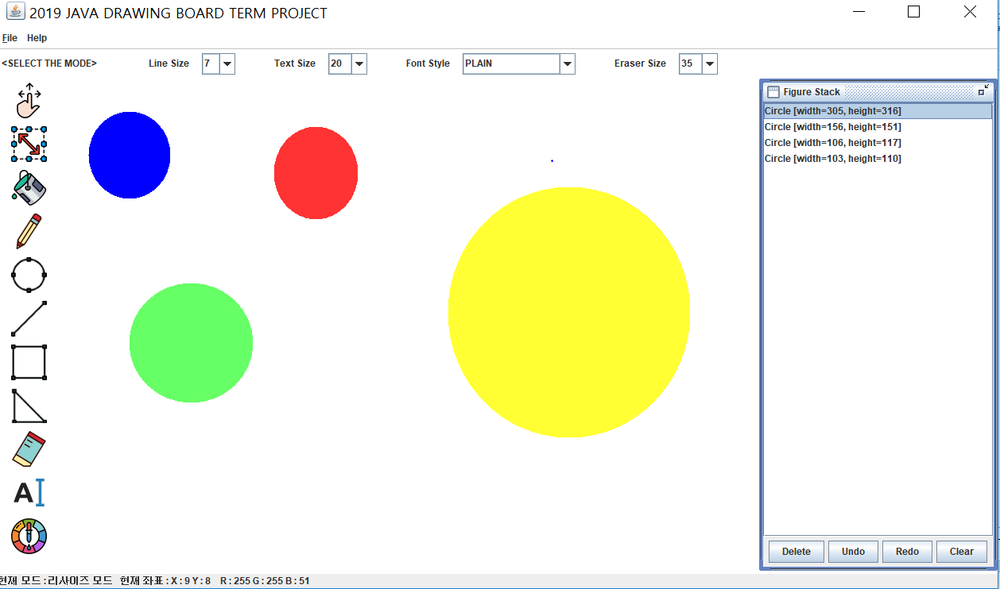 2019 JAVA DRAWING BOARD TERM PROJECT
File Help
<SELECT THE MODE> Line Size 7 Text Size 20 Font Style PLAIN Eraser Size 35
Figure Stack
Circle [width=305, height=316]
Circle [width=156, height=151]
Circle [width=106, height=117]
Circle [width=103, height=110]
A
Delete Undo Redo Clear
현재 모드 : 리사이즈 모드 현재 좌표 : X : 9 Y : 8 R : 255 G : 255 B : 51